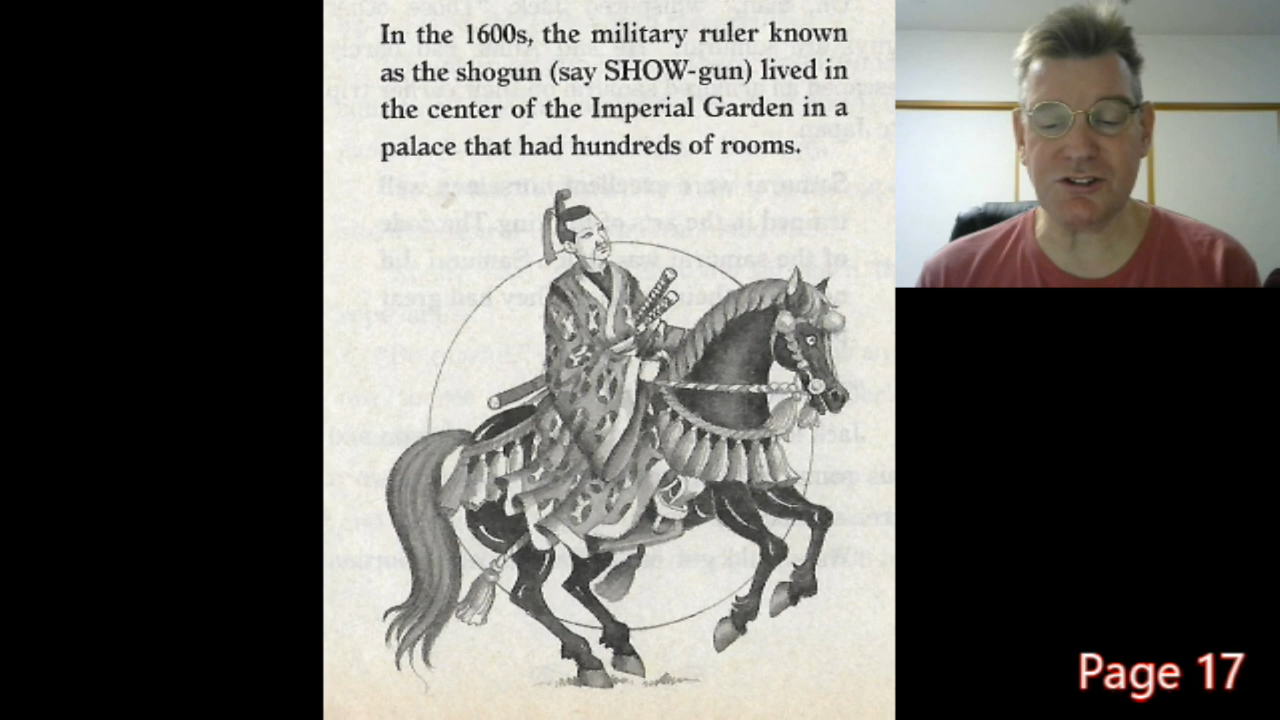 In the 1600s, the military ruler known
as the shogun (say SHOW-gun) lived in
the center of the Imperial Garden in a
palace that had hundreds of rooms.
Page 17